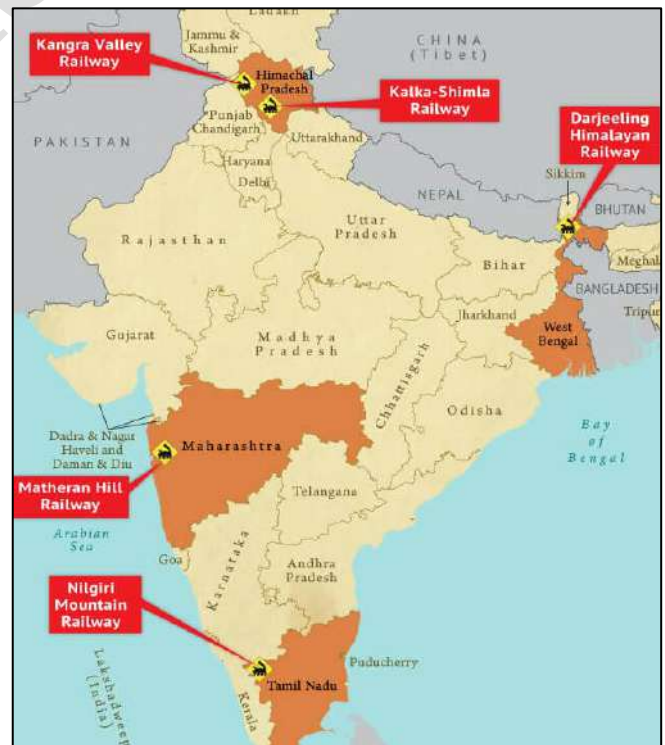 Ladakh
Jammu &
Kashmir
CHINA
(Tibet)
Kangra Valley
Railway
Himachal
Pradesh
Kalka-Shimla
Railway
Darjeeling
Himalayan
Railway
Punjab
Chandigarh
Uttarakhand
PAKISTAN
Haryana
Delhi
Sikkim
NEPAL
BHUTAN
Rajasthan
Uttar
Pradesh
Bihar
Meghal
BANGLADESH
Jharkhand
Tripur
West
Bengal
Gujarat
Madhya
Pradesh
Chhattisgarh
Odisha
Bay
of
Bengal
Dadra & Nagar
Haveli and
Daman & Diu
Maharashtra
Matheran Hill
Railway
Telangana
Arabian
Sea
Goa
Karnataka
Andhra
Pradesh
Nilgiri
Mountain
Railway
Puducherry
Tamil Nadu
Kerala
Lakshadweep
(India)